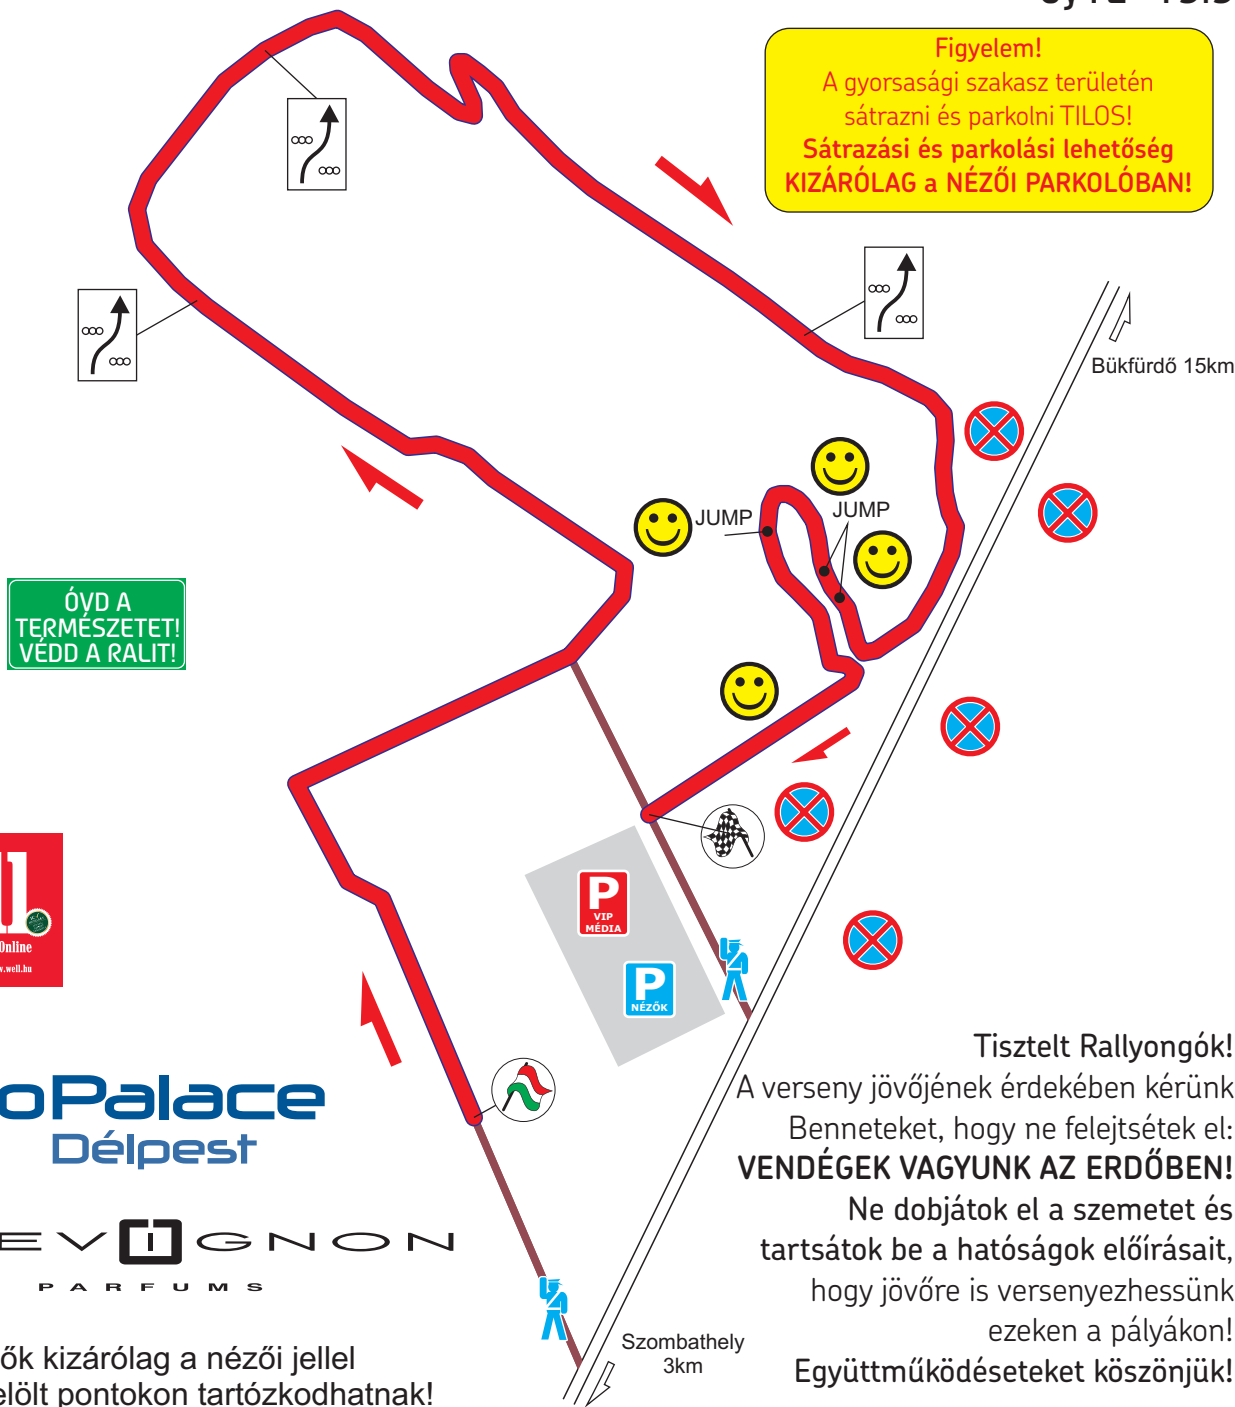 Figyelem!
A gyorsasági szakasz területén
sátrazni és parkolni TILOS!
Sátrazási és parkolási lehetőség
KIZÁRÓLAG a NÉZŐI PARKOLÓBAN!
Bükfürdő 15km
JUMP
JUMP
ÓVD A
TERMÉSZETET!
VÉDD A RALIT!
Online
w.well.hu
P
VIP
MÉDIA
P
NÉZŐK
oPalace
Délpest
EVIGNON
PARFUMS
Tisztelt Rallyongók!
A verseny jövőjének érdekében kérünk
Benneteket, hogy ne felejtsétek el:
VENDÉGEK VAGYUNK AZ ERDŐBEN!
Ne dobjátok el a szemetet és
tartsátok be a hatóságok előírásait,
hogy jövőre is versenyezhessünk
ezeken a pályákon!
Együttműködéseteket köszönjük!
Szombathely
3km
ők kizárólag a nézői jellel
elölt pontokon tartózkodhatnak!